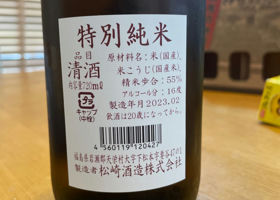 特別純米
品目
清酒
内容量720ml
プラ
キャップ
(中栓)
原材料名：米(国産)、
米こうじ(国産米)
精米歩合：55%
アルコール分：16度
製造年月 2023.02
飲酒は20歳になってから。
4 560119 120427
福島県岩瀬郡天栄村大字下松本字要谷47の1
製造者 松崎酒造株式会社